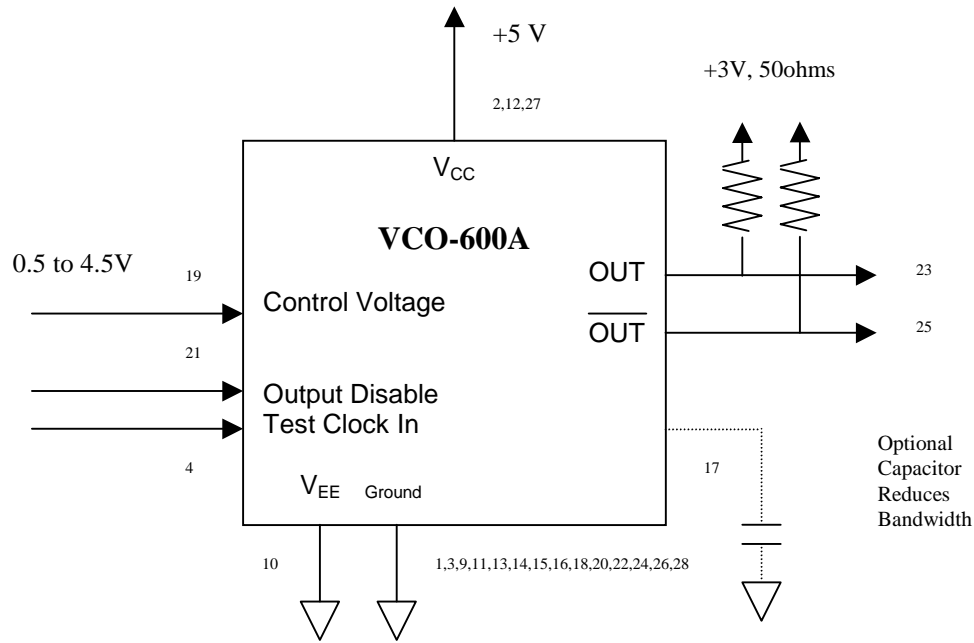 +5 V
+3V, 50ohms
2,12,27
VCC
VCO-600A
0.5 to 4.5V
19
OUT
23
Control Voltage
OUT
25
21
Output Disable
Test Clock In
4
17
Optional
Capacitor
Reduces
Bandwidth
VEE
Ground
10
1,3,9,11,13,14,15,16,18,20,22,24,26,28